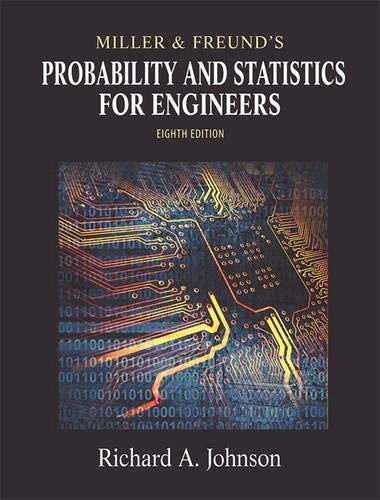 MILLER & FREUND'S
PROBABILITY AND STATISTICS
FOR ENGINEERS
EIGHTH EDITION
Richard A. Johnson